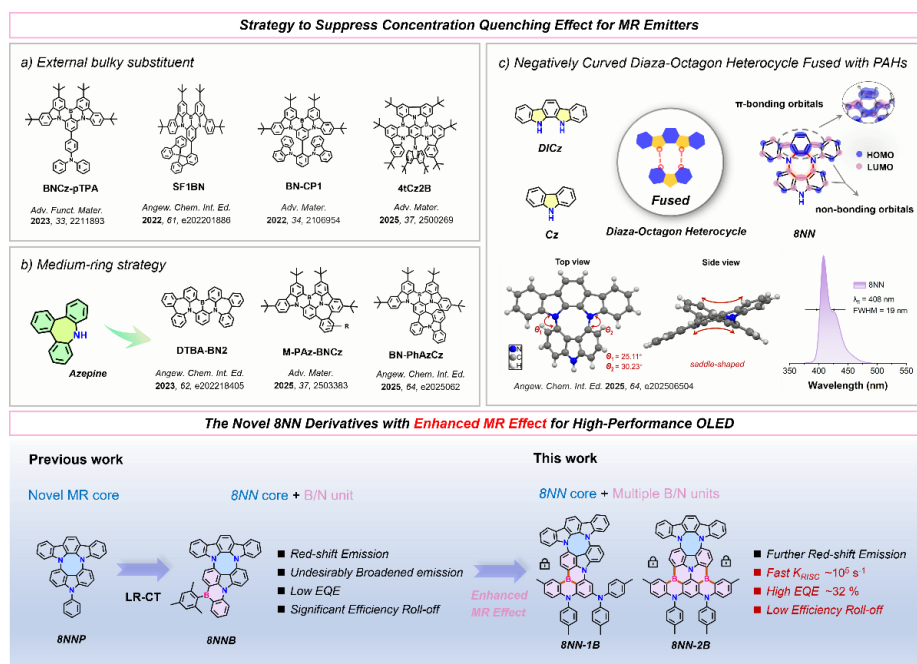 Strategy to Suppress Concentration Quenching Effect for MR Emitters
a) External bulky substituent
BNCz-pTPA
Adv. Funct. Mater.
2023, 33, 2211893
SF1BN
Angew. Chem. Int. Ed.
2022, 61, e202201886
BN-CP1
Adv. Mater.
2022, 34, 2106954
4tCz2B
Adv. Mater.
2025, 37, 2500269
b) Medium-ring strategy
NH
Azepine
DTBA-BN2
Angew. Chem. Int. Ed.
2023, 62, e202218405
M-PAz-BNCz
Adv. Mater.
2025, 37, 2503383
BN-PhAzCz
Angew. Chem. Int. Ed.
2025, 64, e2025062
c) Negatively Curved Diaza-Octagon Heterocycle Fused with PAHs
DICz
Cz
Fused
Diaza-Octagon Heterocycle
π-bonding orbitals
HOMO
LUMO
non-bonding orbitals
8NN
Top view
Side view
Θ1
Θ2
Θ1 = 25.11°
Θ2 = 30.23°
N
C
H
saddle-shaped
Angew. Chem. Int. Ed. 2025, 64, e202506504
8NN
FWHM = 19 nm
350 400 450 500 550
Wavelength (nm)
The Novel 8NN Derivatives with Enhanced MR Effect for High-Performance OLED
Previous work
Novel MR core
8NNP
LR-CT
8NN core + B/N unit
8NNB
Red-shift Emission
Undesirably Broadened emission
Low EQE
Significant Efficiency Roll-off
Enhanced
MR Effect
This work
8NN core + Multiple B/N units
8NN-1B
8NN-2B
Further Red-shift Emission
Fast KRISC ~10⁵ s⁻¹
High EQE ~32 %
Low Efficiency Roll-off